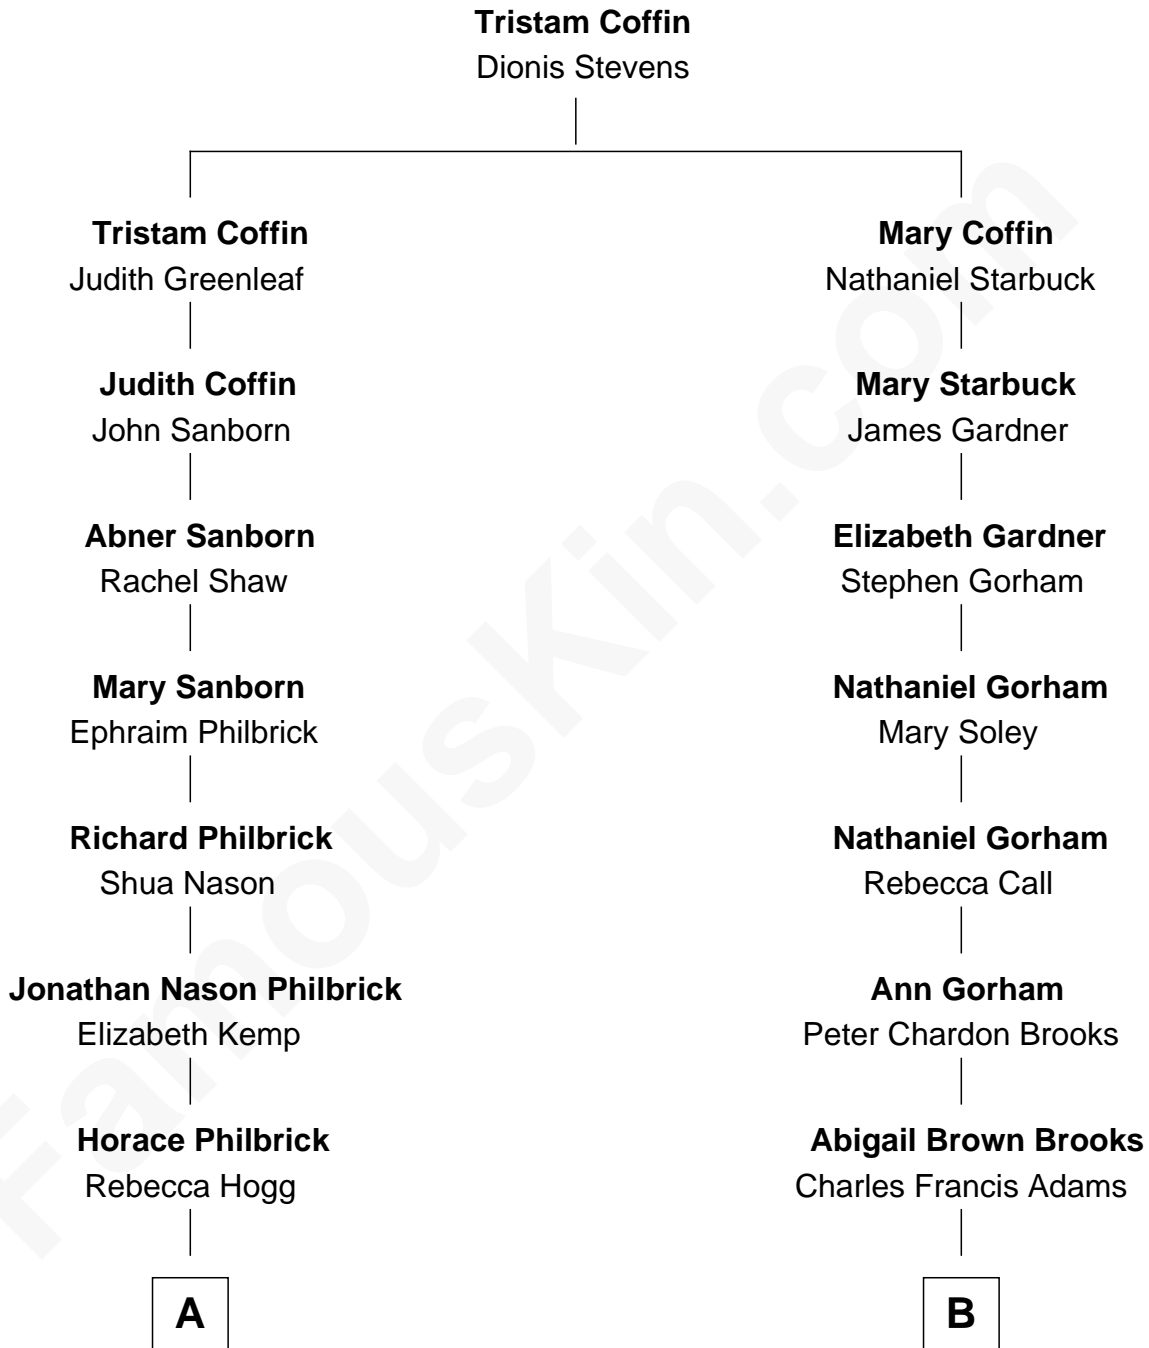 Tristam Coffin
Dionis Stevens
Tristam Coffin
Judith Greenleaf
Mary Coffin
Nathaniel Starbuck
Judith Coffin
John Sanborn
Mary Starbuck
James Gardner
Abner Sanborn
Rachel Shaw
Elizabeth Gardner
Stephen Gorham
Mary Sanborn
Ephraim Philbrick
Nathaniel Gorham
Mary Soley
Richard Philbrick
Shua Nason
Nathaniel Gorham
Rebecca Call
Jonathan Nason Philbrick
Elizabeth Kemp
Ann Gorham
Peter Chardon Brooks
Horace Philbrick
Rebecca Hogg
Abigail Brown Brooks
Charles Francis Adams
A
B
FamousKin.com